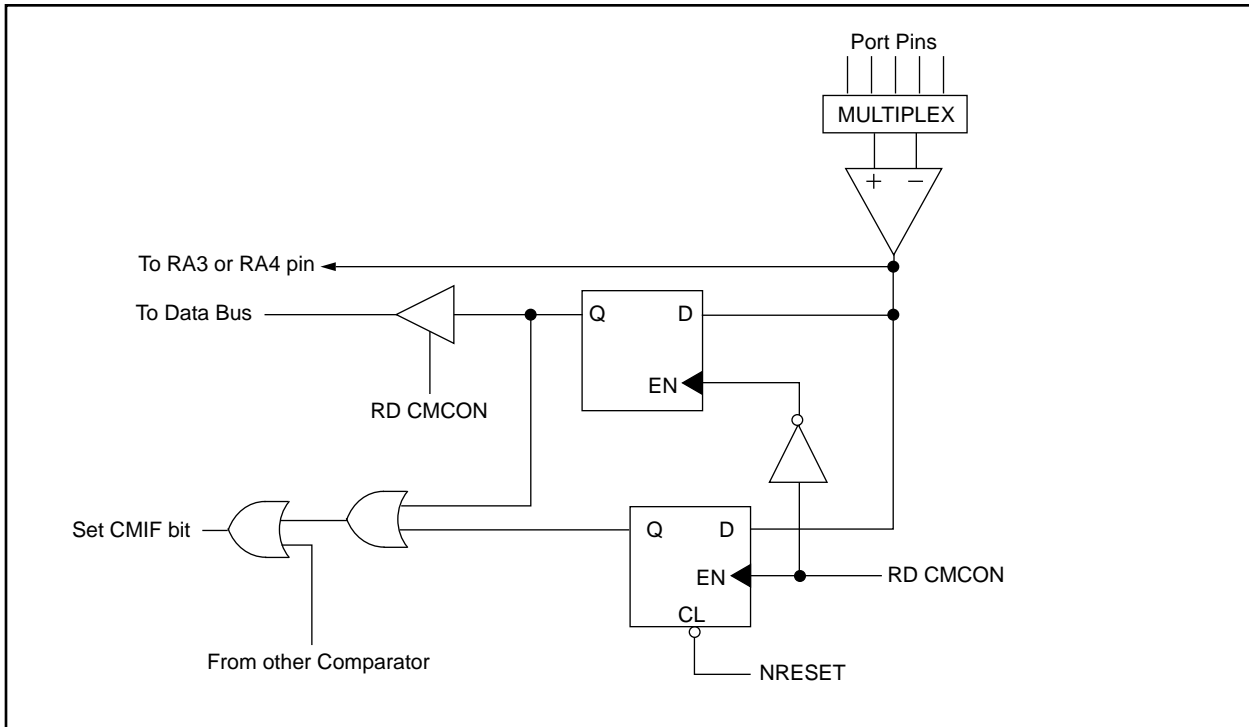 Port Pins
MULTIPLEX
+ −
To RA3 or RA4 pin
To Data Bus
Q D
EN
RD CMCON
Set CMIF bit
Q D
EN
RD CMCON
CL
From other Comparator
NRESET